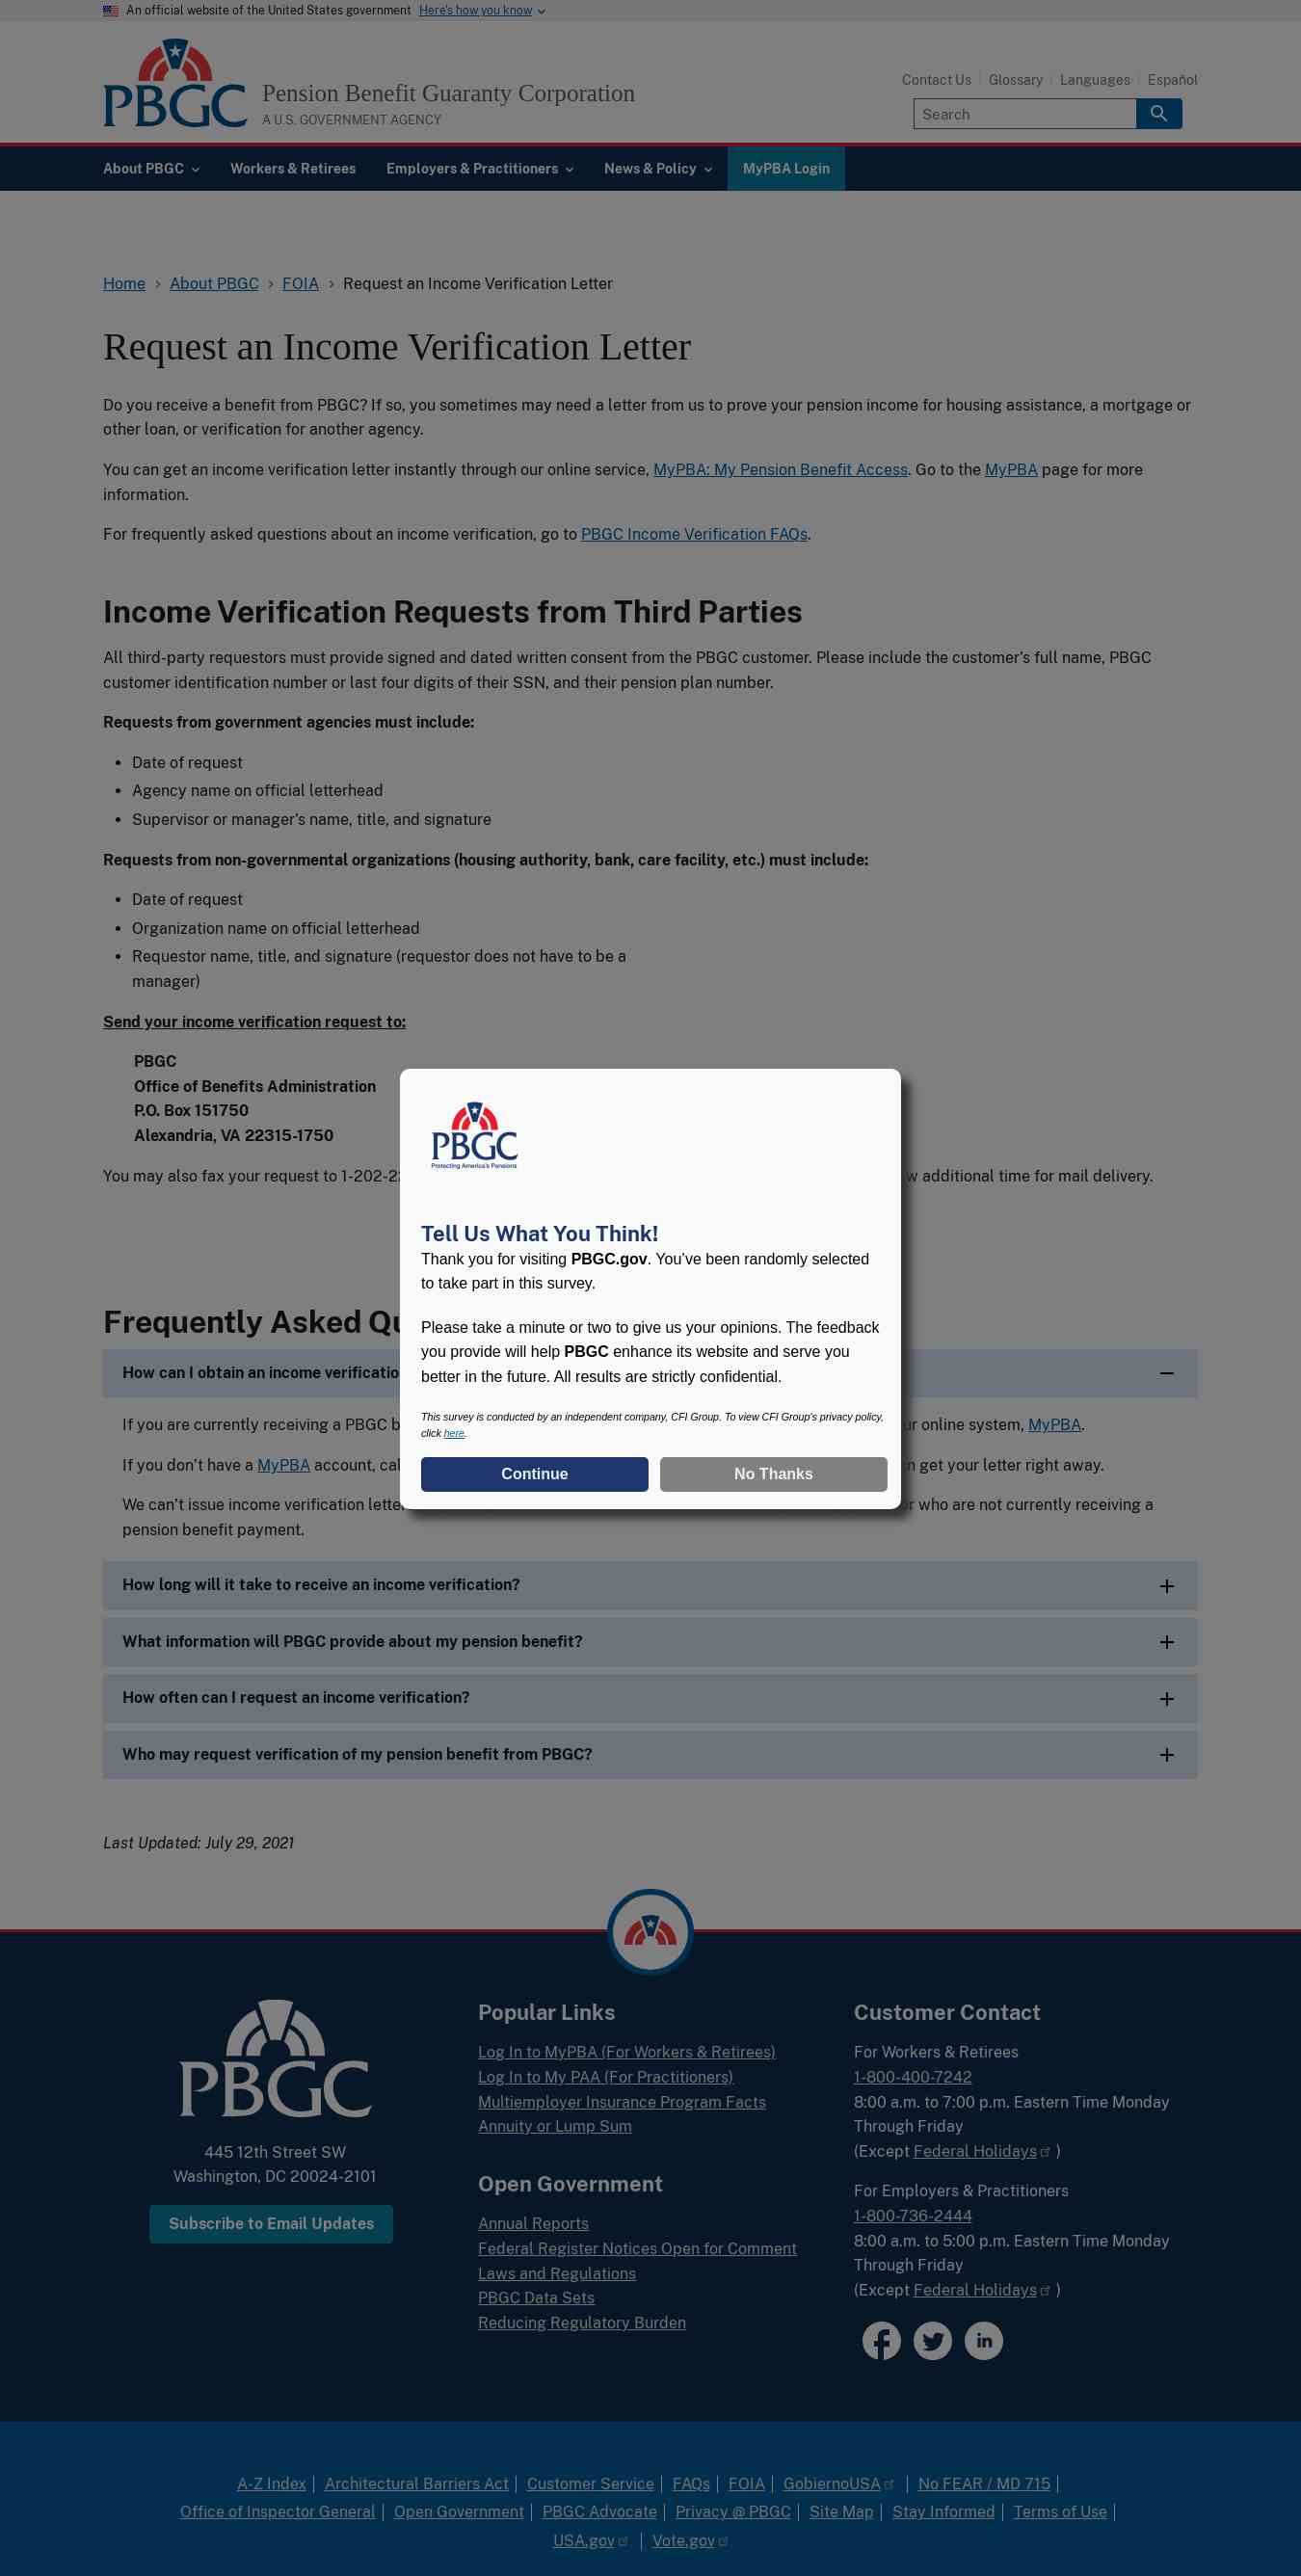 An official website of the United States government Here's how you know
PBGC
Pension Benefit Guaranty Corporation
A U.S. GOVERNMENT AGENCY
Contact Us Glossary Languages Español
Search
About PBGC Workers & Retirees Employers & Practitioners News & Policy MyPBA Login
Home About PBGC FOIA Request an Income Verification Letter
Request an Income Verification Letter
Do you receive a benefit from PBGC? If so, you sometimes may need a letter from us to prove your pension income for housing assistance, a mortgage or
other loan, or verification for another agency.
You can get an income verification letter instantly through our online service, MyPBA: My Pension Benefit Access. Go to the MyPBA page for more
information.
For frequently asked questions about an income verification, go to PBGC Income Verification FAQs.
Income Verification Requests from Third Parties
All third-party requestors must provide signed and dated written consent from the PBGC customer. Please include the customer's full name, PBGC
customer identification number or last four digits of their SSN, and their pension plan number.
Requests from government agencies must include:
• Date of request
• Agency name on official letterhead
• Supervisor or manager's name, title, and signature
Requests from non-governmental organizations (housing authority, bank, care facility, etc.) must include:
• Date of request
• Organization name on official letterhead
• Requestor name, title, and signature (requestor does not have to be a
manager)
Send your income verification request to:
PBGC
Office of Benefits Administration
P.O. Box 151750
Alexandria, VA 22315-1750
You may also fax your request to 1-202-2 additional time for mail delivery.
PBGC
Protecting America's Pensions
Tell Us What You Think!
Thank you for visiting PBGC.gov. You've been randomly selected
to take part in this survey.
Please take a minute or two to give us your opinions. The feedback
you provide will help PBGC enhance its website and serve you
better in the future. All results are strictly confidential.
This survey is conducted by an independent company, CFI Group. To view CFI Group's privacy policy,
click here.
Continue No Thanks
Frequently Asked Qu
How can I obtain an income verificatio
If you are currently receiving a PBGC b online system, MyPBA.
If you don't have a MyPBA account, cal get your letter right away.
We can't issue income verification letter or who are not currently receiving a
pension benefit payment.
How long will it take to receive an income verification?
What information will PBGC provide about my pension benefit?
How often can I request an income verification?
Who may request verification of my pension benefit from PBGC?
Last Updated: July 29, 2021
PBGC
445 12th Street SW
Washington, DC 20024-2101
Subscribe to Email Updates
Popular Links
Log In to MyPBA (For Workers & Retirees)
Log In to My PAA (For Practitioners)
Multiemployer Insurance Program Facts
Annuity or Lump Sum
Open Government
Annual Reports
Federal Register Notices Open for Comment
Laws and Regulations
PBGC Data Sets
Reducing Regulatory Burden
Customer Contact
For Workers & Retirees
1-800-400-7242
8:00 a.m. to 7:00 p.m. Eastern Time Monday
Through Friday
(Except Federal Holidays )
For Employers & Practitioners
1-800-736-2444
8:00 a.m. to 5:00 p.m. Eastern Time Monday
Through Friday
(Except Federal Holidays )
in
A-Z Index | Architectural Barriers Act | Customer Service | FAQs | FOIA | GobiernoUSA | No FEAR / MD 715 |
Office of Inspector General | Open Government | PBGC Advocate | Privacy @ PBGC | Site Map | Stay Informed | Terms of Use |
USA.gov | Vote.gov